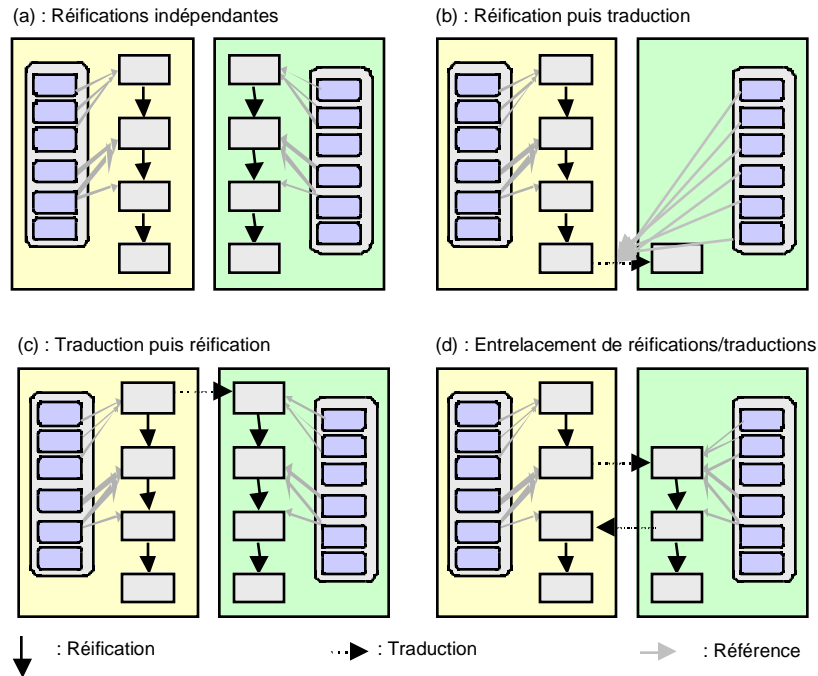 (a) : Réifications indépendantes
(b) : Réification puis traduction
(c) : Traduction puis réification
(d) : Entrelacement de réifications/traductions
: Réification
: Traduction
: Référence